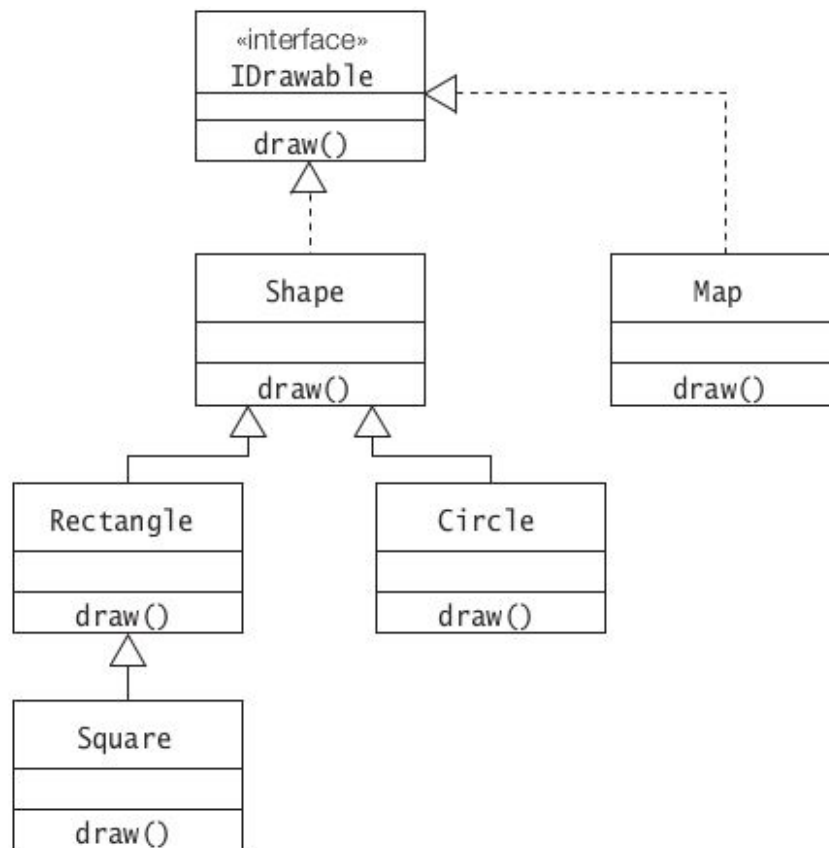 «interface»
IDrawable
draw()
Shape
draw()
Map
draw()
Rectangle
draw()
Circle
draw()
Square
draw()